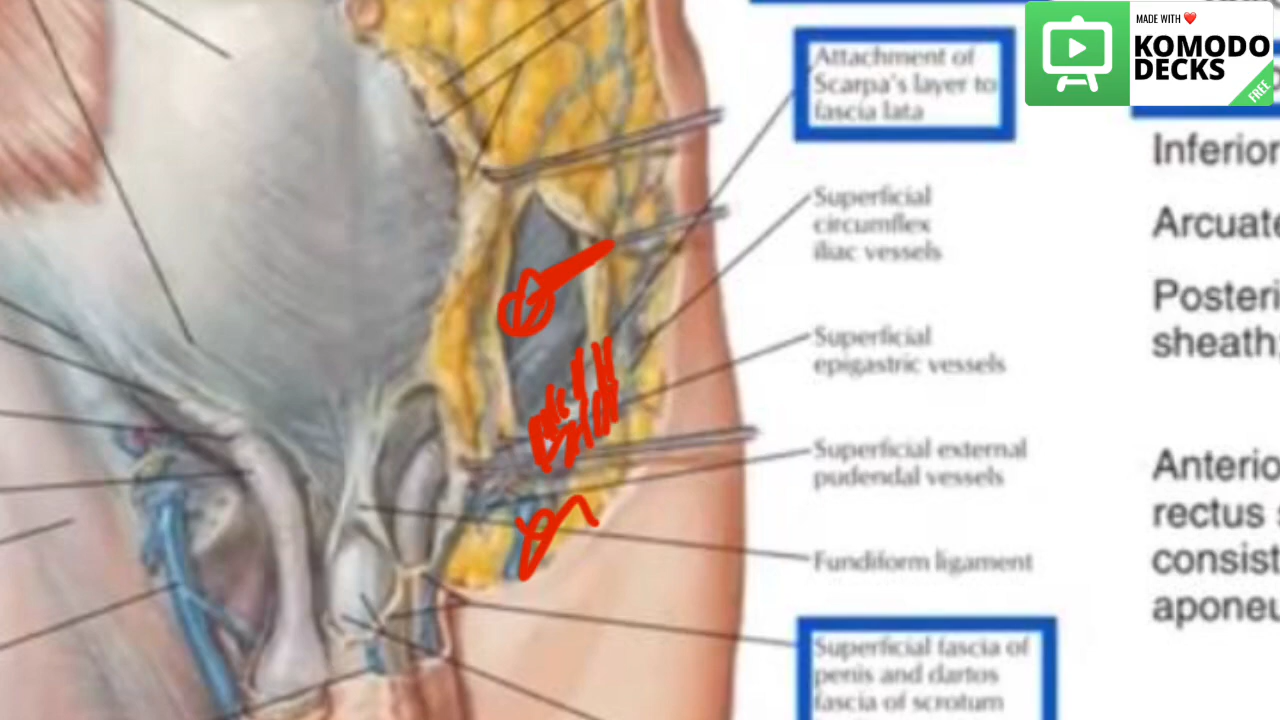 MADE WITH ❤️
KOMODO
DECKS
FREE
Attachment of
Scarpa's layer to
fascia lata
Superficial
circumflex
iliac vessels
Superficial
epigastric vessels
Superficial external
pudendal vessels
Fundiform ligament
Superficial fascia of
penis and dartos
fascia of scrotum
Inferior
Arcuate
Posteri
sheath:
Anterio
rectus
consist
aponeu